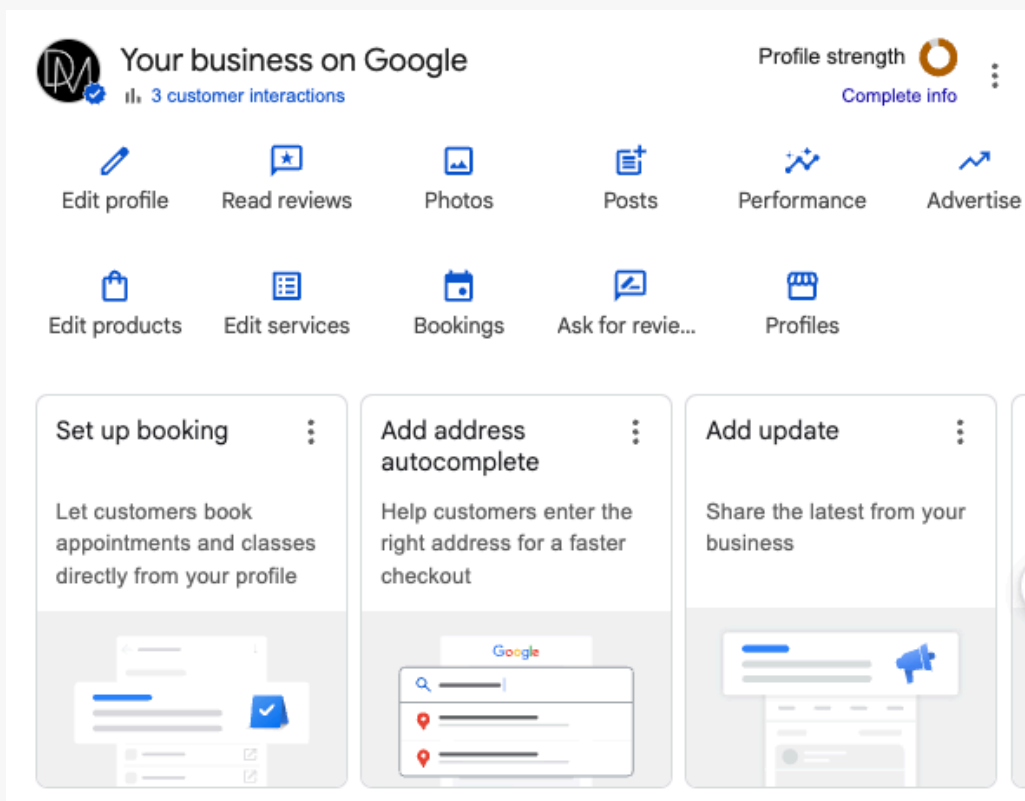 DM
Your business on Google
3 customer interactions
Profile strength
Complete info
Edit profile
Read reviews
Photos
Posts
Performance
Advertise
Edit products
Edit services
Bookings
Ask for revie...
Profiles
Set up booking
Let customers book
appointments and classes
directly from your profile
Add address
autocomplete
Help customers enter the
right address for a faster
checkout
Google
Add update
Share the latest from your
business